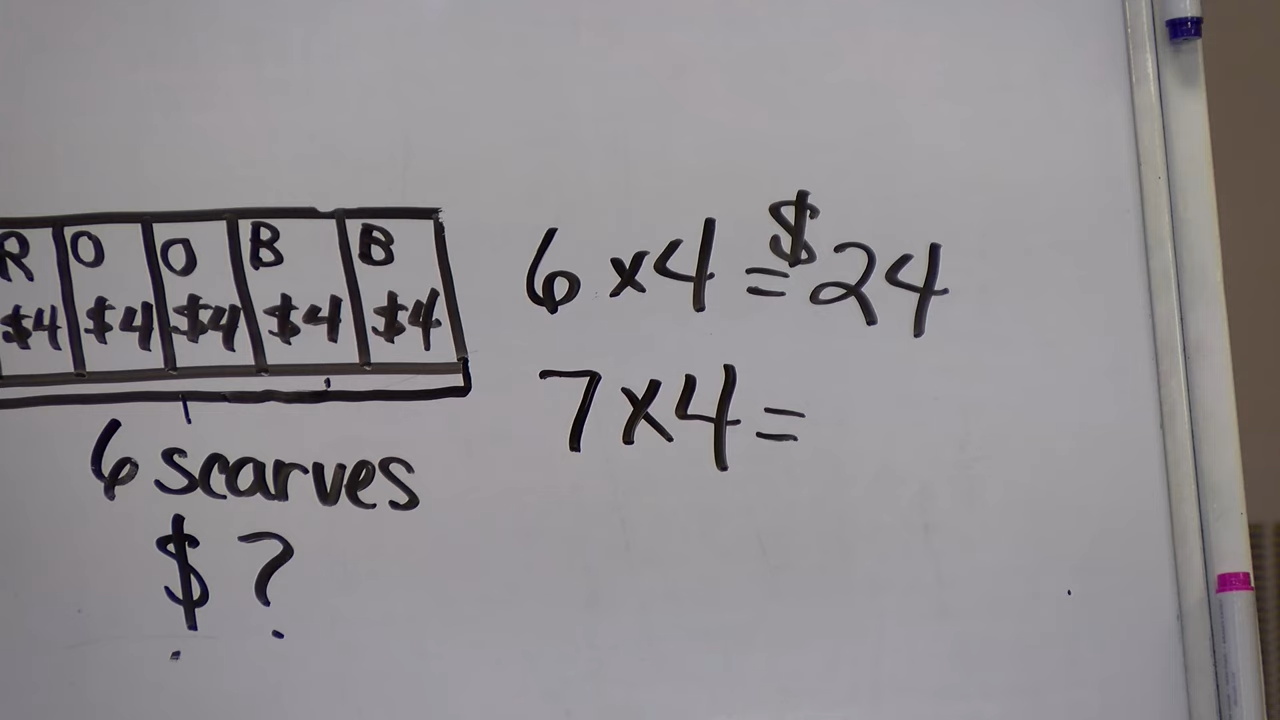 R O O B B
$4 $4 $4 $4 $4
6 scarves
$ ?
6 x 4 = $24
7 x 4 =